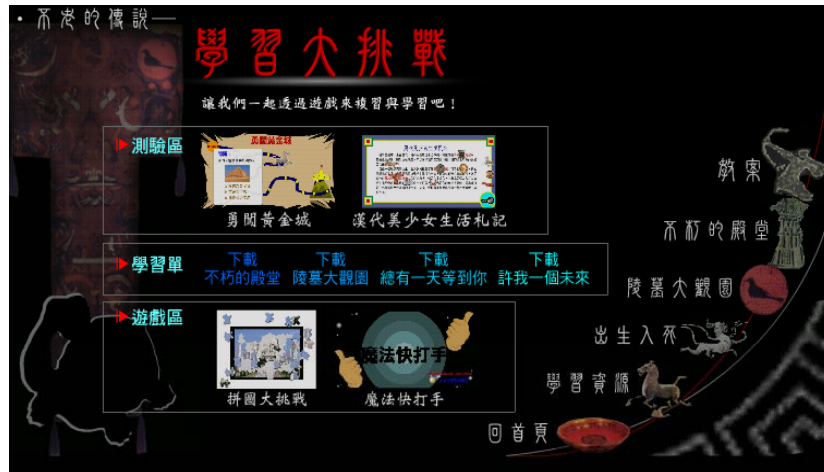 • 不老的傳說——
學習大挑戰
讓我們一起透過遊戲來複習與學習吧！
測驗區
勇闖黃金城
勇闖黃金城
漢代美少女生活札記
學習單
下載 下載 下載 下載
不朽的殿堂 陵墓大觀園 總有一天等到你 許我一個未來
遊戲區
魔法快打手
拼圖大挑戰
魔法快打手
教案
不朽的殿堂
陵墓大觀園
出生入死
學習資源
回首頁